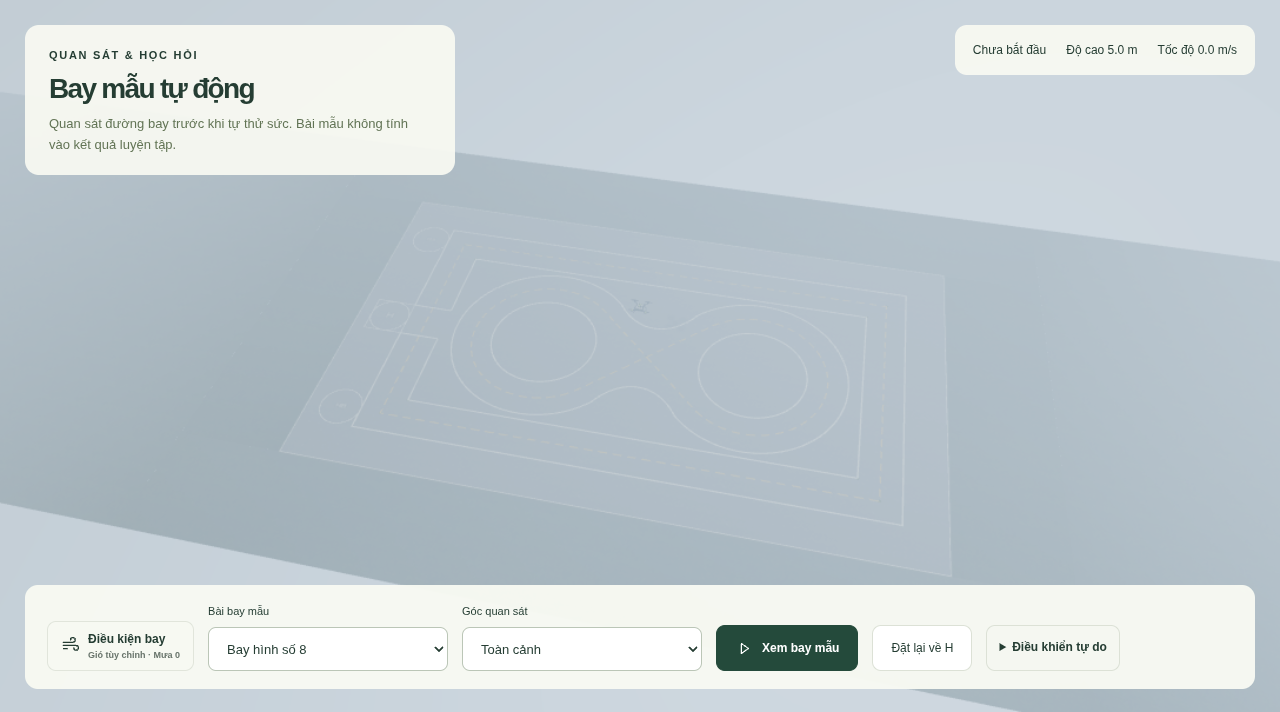 QUAN SÁT & HỌC HỎI
Bay mẫu tự động
Quan sát đường bay trước khi tự thử sức. Bài mẫu không tính
vào kết quả luyện tập.
Chưa bắt đầu Độ cao 5.0 m Tốc độ 0.0 m/s
Điều kiện bay
Gió tùy chỉnh · Mưa 0
Bài bay mẫu
Bay hình số 8
Góc quan sát
Toàn cảnh
Xem bay mẫu
Đặt lại về H
Điều khiển tự do